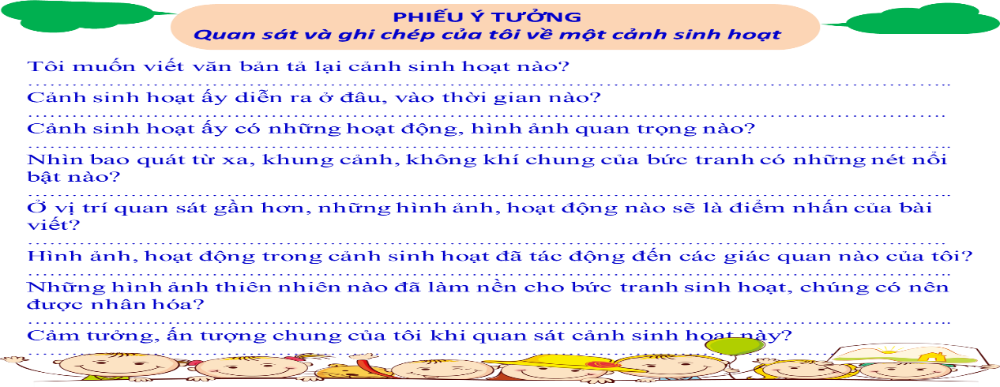 PHIẾU Ý TƯỞNG
Quan sát và ghi chép của tôi về một cảnh sinh hoạt
Tôi muốn viết văn bản tả lại cảnh sinh hoạt nào?
…………………………………………………………………………………………………..
Cảnh sinh hoạt ấy diễn ra ở đâu, vào thời gian nào?
………………………………………………………………………………………………….
Cảnh sinh hoạt ấy có những hoạt động, hình ảnh quan trọng nào?
…………………………………………………………………………………………………..
Nhìn bao quát từ xa, khung cảnh, không khí chung của bức tranh có những nét nổi
bật nào?
…………………………………………………………………………………………………..
Ở vị trí quan sát gần hơn, những hình ảnh, hoạt động nào sẽ là điểm nhấn của bài
viết?
………………………………………………………………………………………………….
Hình ảnh, hoạt động trong cảnh sinh hoạt đã tác động đến các giác quan nào của tôi?
…………………………………………………………………………………………………..
Những hình ảnh thiên nhiên nào đã làm nền cho bức tranh sinh hoạt, chúng có nên
được nhân hóa?
…………………………………………………………………………………………………..
Cảm tưởng, ấn tượng chung của tôi khi quan sát cảnh sinh hoạt này?
…………………………………………………………………………………………………..